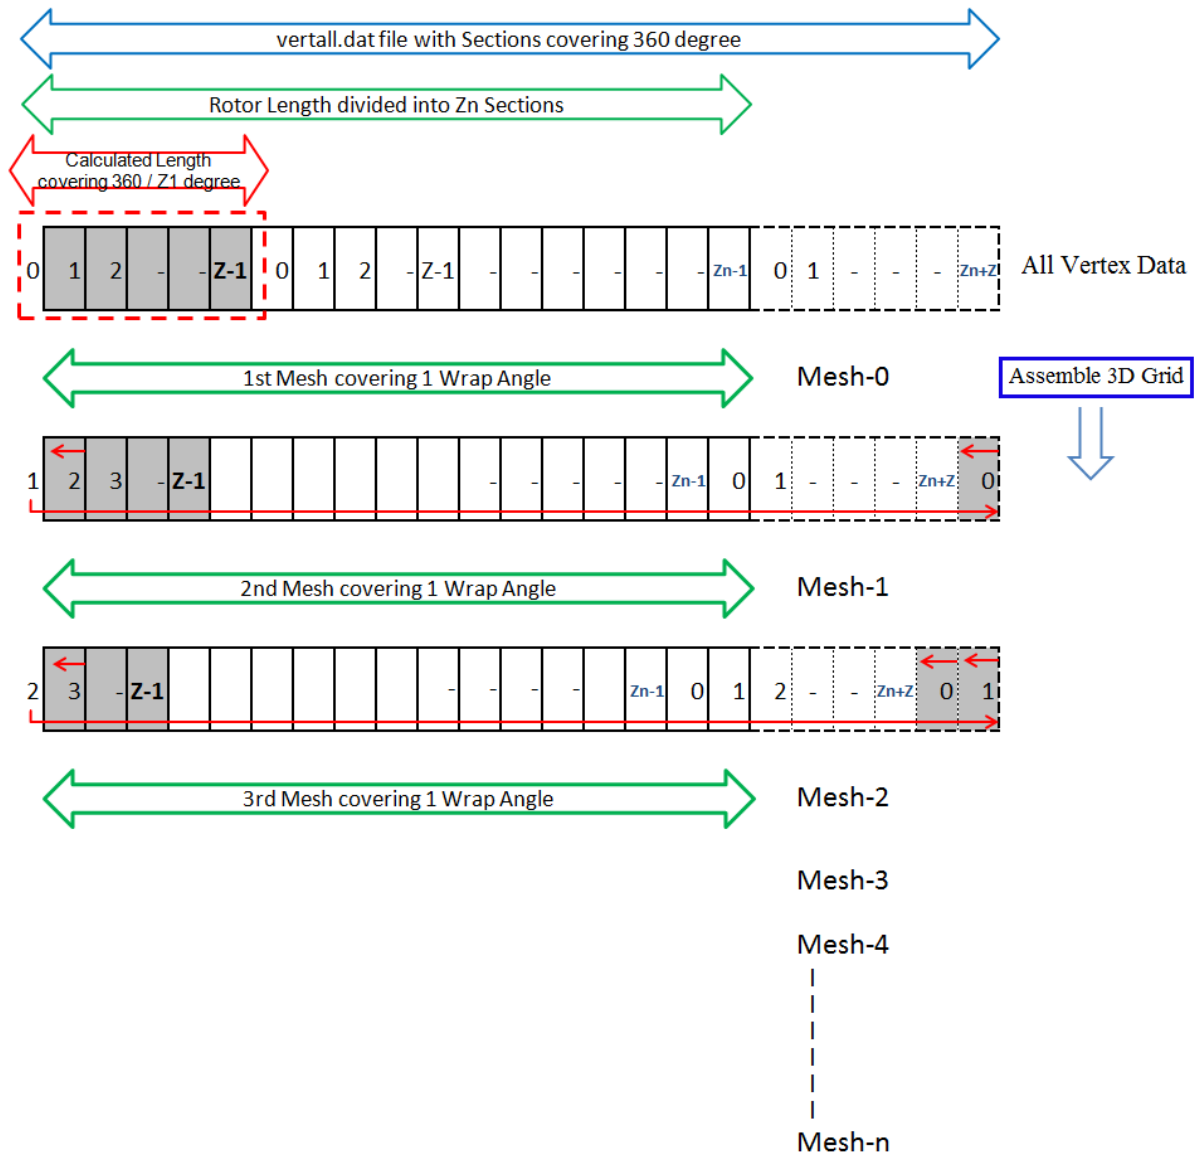 vertall.dat file with Sections covering 360 degree
Rotor Length divided into Zn Sections
Calculated Length
covering 360 / Z1 degree
0 1 2 - - Z-1 0 1 2 - Z-1 - - - - - - Zn-1 0 1 - - - Zn+Z All Vertex Data
1st Mesh covering 1 Wrap Angle Mesh-0 Assemble 3D Grid
1 2 3 - Z-1 - - - - - Zn-1 0 1 - - - Zn+Z 0
2nd Mesh covering 1 Wrap Angle Mesh-1
2 3 - Z-1 - - - - Zn-1 0 1 2 - - Zn+Z 0 1
3rd Mesh covering 1 Wrap Angle Mesh-2
Mesh-3
Mesh-4
Mesh-n